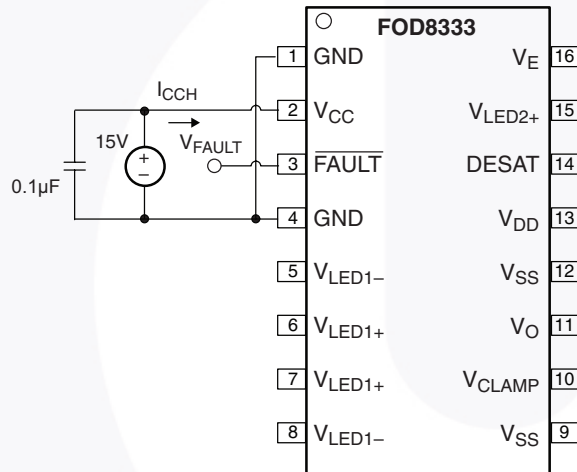 FOD8333
1 GND
V_E 16
I_CCH
2 V_CC
V_LED2+ 15
15V
+
–
V_FAULT
3 FAULT
DESAT 14
0.1µF
4 GND
V_DD 13
5 V_LED1–
V_SS 12
6 V_LED1+
V_O 11
7 V_LED1+
V_CLAMP 10
8 V_LED1–
V_SS 9